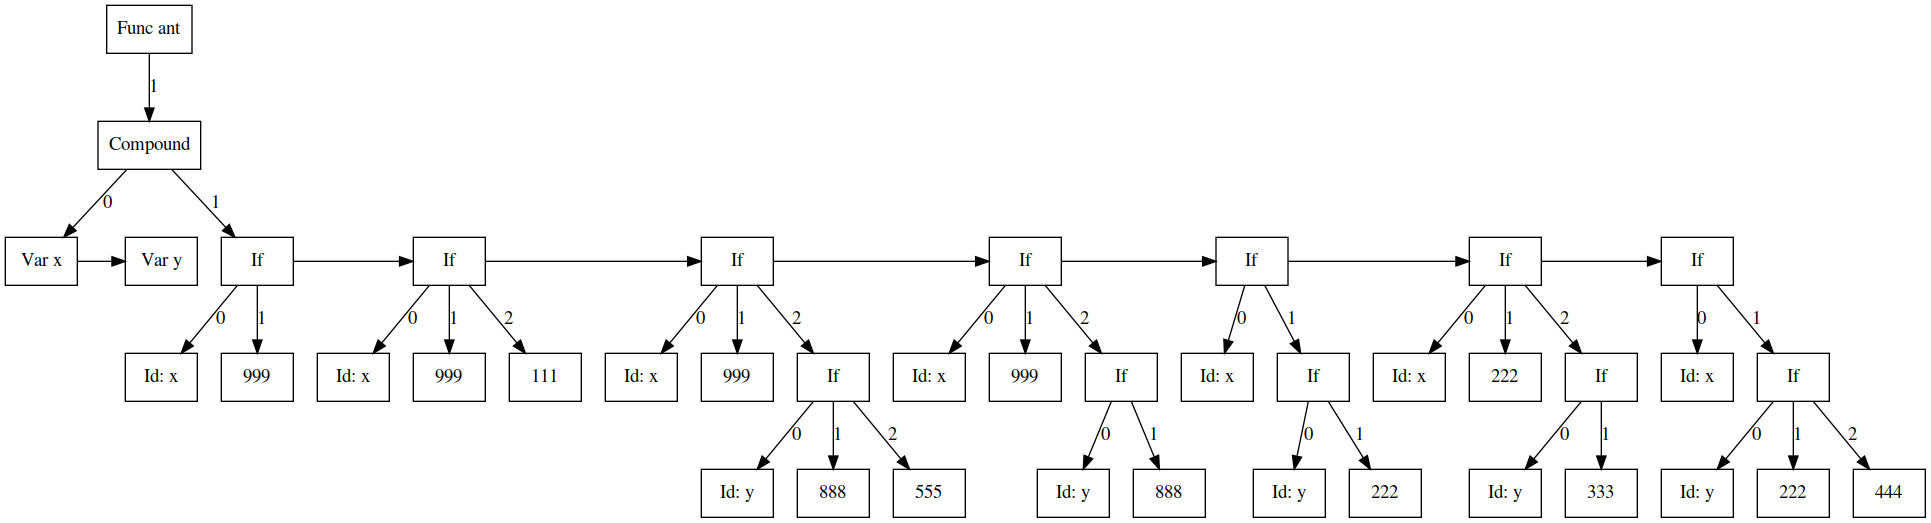 Func ant
1
Compound
0 1
Var x Var y If If If If If If If
0 1 0 1 2 0 1 2 0 1 2 0 1 0 1 2 0 1
Id: x 999 Id: x 999 111 Id: x 999 If Id: x 999 If Id: x If Id: x 222 If Id: x If
0 1 2 0 1 0 1 0 1 0 1 2
Id: y 888 555 Id: y 888 Id: y 222 Id: y 333 Id: y 222 444